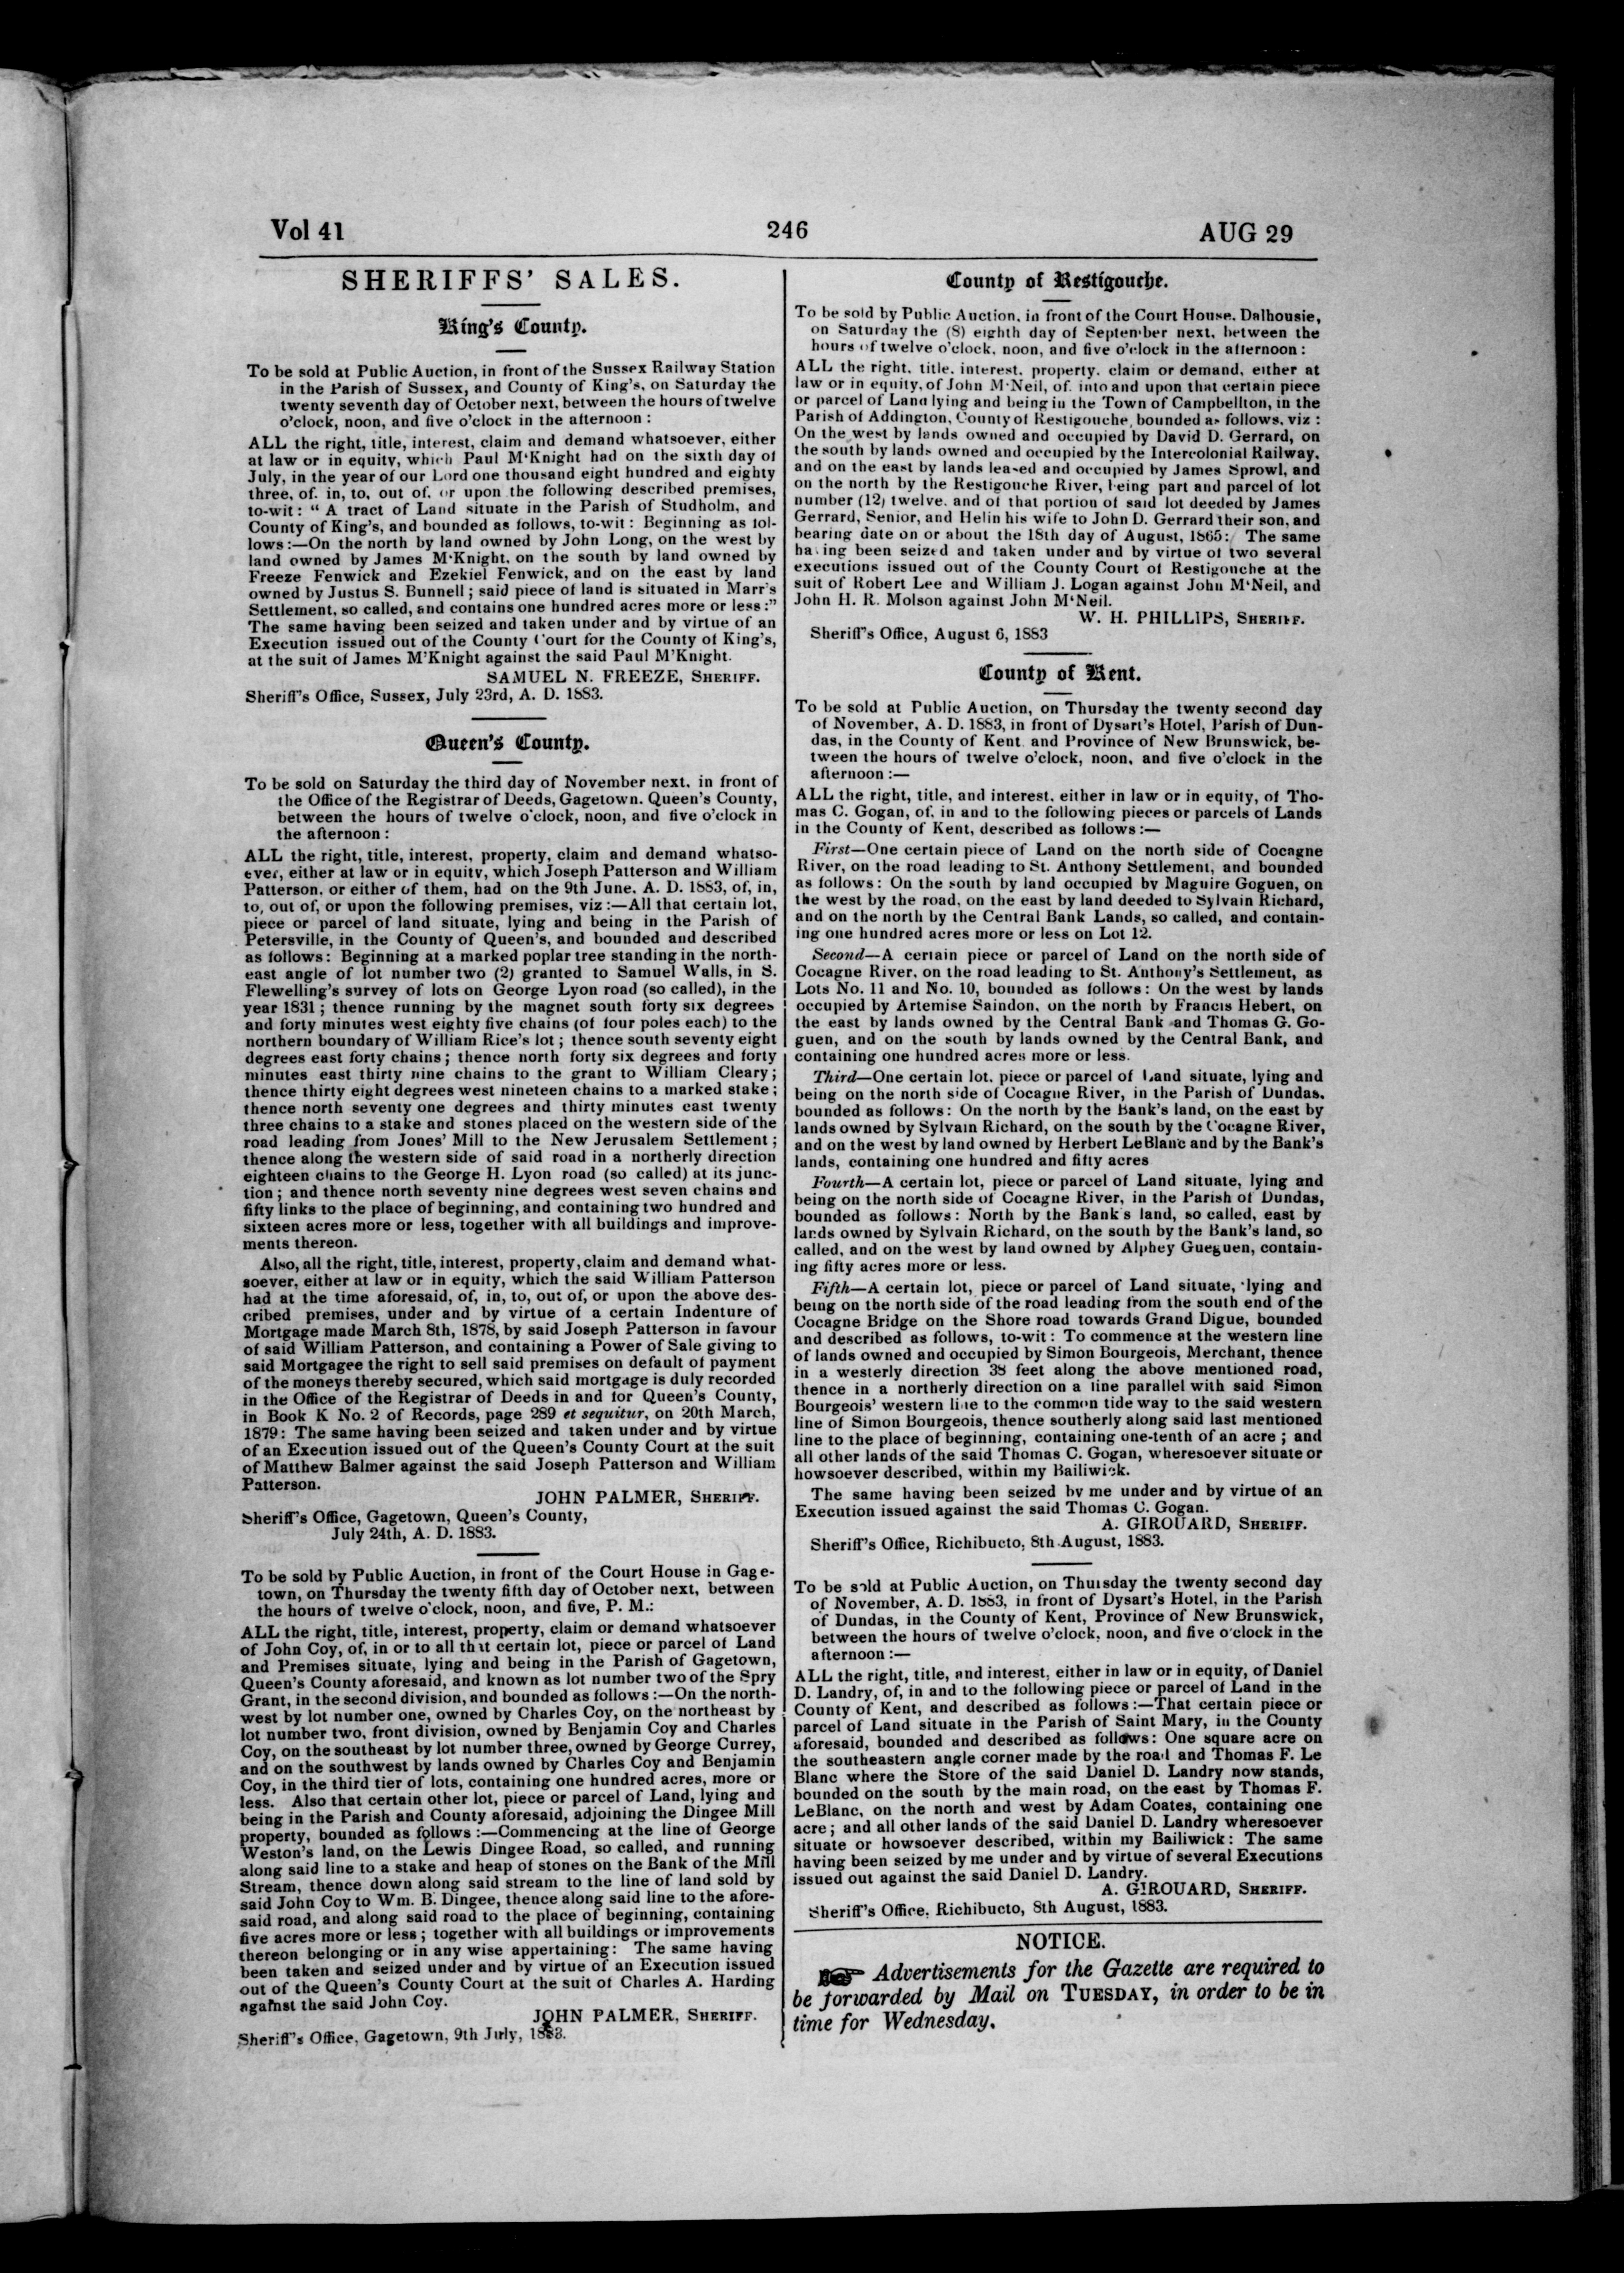 Vol 41
246
AUG 29
SHERIFFS' SALES.
King's County.
To be sold at Public Auction, in front of the Sussex Railway Station
in the Parish of Sussex, and County of King's, on Saturday the
twenty seventh day of October next, between the hours of twelve
o'clock, noon, and five o'clock in the afternoon :
ALL the right, title, interest, claim and demand whatsoever, either
at law or in equity, which Paul M'Knight had on the sixth day of
July, in the year of our Lord one thousand eight hundred and eighty
three, of, in, to, out of, or upon the following described premises,
to-wit: “ A tract of Land situate in the Parish of Studholm, and
County of King's, and bounded as follows, to-wit: Beginning as fol-
lows:—On the north by land owned by John Long, on the west by
land owned by James M'Knight, on the south by land owned by
Freeze Fenwick and Ezekiel Fenwick, and on the east by land
owned by Justus S. Bunnell; said piece of land is situated in Marr's
Settlement, so called, and contains one hundred acres more or less:”
The same having been seized and taken under and by virtue of an
Execution issued out of the County Court for the County of King's,
at the suit of James M'Knight against the said Paul M'Knight.
SAMUEL N. FREEZE, SHERIFF.
Sheriff's Office, Sussex, July 23rd, A. D. 1883.
Queen's County.
To be sold on Saturday the third day of November next, in front of
the Office of the Registrar of Deeds, Gagetown. Queen's County,
between the hours of twelve o'clock, noon, and five o'clock in
the afternoon :
ALL the right, title, interest, property, claim and demand whatso-
ever, either at law or in equity, which Joseph Patterson and William
Patterson, or either of them, had on the 9th June, A. D. 1883, of, in,
to, out of, or upon the following premises, viz :—All that certain lot,
piece or parcel of land situate, lying and being in the Parish of
Petersville, in the County of Queen's, and bounded and described
as follows: Beginning at a marked poplar tree standing in the north-
east angle of lot number two (2) granted to Samuel Walls, in S.
Flewelling's survey of lots on George Lyon road (so called), in the
year 1831; thence running by the magnet south forty six degrees
and forty minutes west eighty five chains (of four poles each) to the
northern boundary of William Rice's lot; thence south seventy eight
degrees east forty chains; thence north forty six degrees and forty
minutes east thirty nine chains to the grant to William Cleary;
thence thirty eight degrees west nineteen chains to a marked stake;
thence north seventy one degrees and thirty minutes east twenty
three chains to a stake and stones placed on the western side of the
road leading from Jones' Mill to the New Jerusalem Settlement;
thence along the western side of said road in a northerly direction
eighteen chains to the George H. Lyon road (so called) at its junc-
tion; and thence north seventy nine degrees west seven chains and
fifty links to the place of beginning, and containing two hundred and
sixteen acres more or less, together with all buildings and improve-
ments thereon.
Also, all the right, title, interest, property, claim and demand what-
soever, either at law or in equity, which the said William Patterson
had at the time aforesaid, of, in, to, out of, or upon the above des-
cribed premises, under and by virtue of a certain Indenture of
Mortgage made March 8th, 1878, by said Joseph Patterson in favour
of said William Patterson, and containing a Power of Sale giving to
said Mortgagee the right to sell said premises on default of payment
of the moneys thereby secured, which said mortgage is duly recorded
in the Office of the Registrar of Deeds in and for Queen's County,
in Book K No. 2 of Records, page 289 et sequitur, on 20th March,
1879: The same having been seized and taken under and by virtue
of an Execution issued out of the Queen's County Court at the suit
of Matthew Balmer against the said Joseph Patterson and William
Patterson.
JOHN PALMER, SHERIFF.
Sheriff's Office, Gagetown, Queen's County,
July 24th, A. D. 1883.
To be sold by Public Auction, in front of the Court House in Gage-
town, on Thursday the twenty fifth day of October next, between
the hours of twelve o'clock, noon, and five, P. M.:
ALL the right, title, interest, property, claim or demand whatsoever
of John Coy, of, in or to all that certain lot, piece or parcel of Land
and Premises situate, lying and being in the Parish of Gagetown,
Queen's County aforesaid, and known as lot number two of the Spry
Grant, in the second division, and bounded as follows :—On the north-
west by lot number one, owned by Charles Coy, on the northeast by
lot number two, front division, owned by Benjamin Coy and Charles
Coy, on the southeast by lot number three, owned by George Currey,
and on the southwest by lands owned by Charles Coy and Benjamin
Coy, in the third tier of lots, containing one hundred acres, more or
less. Also that certain other lot, piece or parcel of Land, lying and
being in the Parish and County aforesaid, adjoining the Dingee Mill
property, bounded as follows :—Commencing at the line of George
Weston's land, on the Lewis Dingee Road, so called, and running
along said line to a stake and heap of stones on the Bank of the Mill
Stream, thence down along said stream to the line of land sold by
said John Coy to Wm. B. Dingee, thence along said line to the afore-
said road, and along said road to the place of beginning, containing
five acres more or less; together with all buildings or improvements
thereon belonging or in any wise appertaining: The same having
been taken and seized under and by virtue of an Execution issued
out of the Queen's County Court at the suit of Charles A. Harding
against the said John Coy.
JOHN PALMER, SHERIFF.
Sheriff's Office, Gagetown, 9th July, 1883.
County of Restigouche.
To be sold by Public Auction, in front of the Court House, Dalhousie,
on Saturday the (8) eighth day of September next, between the
hours of twelve o'clock, noon, and five o'clock in the afternoon :
ALL the right, title, interest, property, claim or demand, either at
law or in equity, of John M'Neil, of, into and upon that certain piece
or parcel of Land lying and being in the Town of Campbellton, in the
Parish of Addington, County of Restigouche, bounded as follows, viz :
On the west by lands owned and occupied by David D. Gerrard, on
the south by lands owned and occupied by the Intercolonial Railway,
and on the east by lands leased and occupied by James Sprowl, and
on the north by the Restigouche River, being part and parcel of lot
number (12) twelve, and of that portion of said lot deeded by James
Gerrard, Senior, and Helin his wife to John D. Gerrard their son, and
bearing date on or about the 18th day of August, 1865: The same
having been seized and taken under and by virtue of two several
executions issued out of the County Court of Restigouche at the
suit of Robert Lee and William J. Logan against John M'Neil, and
John H. R. Molson against John M'Neil.
W. H. PHILLIPS, SHERIFF.
Sheriff's Office, August 6, 1883
County of Kent.
To be sold at Public Auction, on Thursday the twenty second day
of November, A. D. 1883, in front of Dysart's Hotel, Parish of Dun-
das, in the County of Kent and Province of New Brunswick, be-
tween the hours of twelve o'clock, noon, and five o'clock in the
afternoon :—
ALL the right, title, and interest, either in law or in equity, of Tho-
mas C. Gogan, of, in and to the following pieces or parcels of Lands
in the County of Kent, described as follows :—
First—One certain piece of Land on the north side of Cocagne
River, on the road leading to St. Anthony Settlement, and bounded
as follows: On the south by land occupied by Maguire Goguen, on
the west by the road, on the east by land deeded to Sylvain Richard,
and on the north by the Central Bank Lands, so called, and contain-
ing one hundred acres more or less on Lot 12.
Second—A certain piece or parcel of Land on the north side of
Cocagne River, on the road leading to St. Anthony's Settlement, as
Lots No. 11 and No. 10, bounded as follows: On the west by lands
occupied by Artemise Saindon, on the north by Francis Hebert, on
the east by lands owned by the Central Bank and Thomas G. Go-
guen, and on the south by lands owned by the Central Bank, and
containing one hundred acres more or less.
Third—One certain lot, piece or parcel of Land situate, lying and
being on the north side of Cocagne River, in the Parish of Dundas,
bounded as follows: On the north by the Bank's land, on the east by
lands owned by Sylvain Richard, on the south by the Cocagne River,
and on the west by land owned by Herbert LeBlanc and by the Bank's
lands, containing one hundred and fifty acres
Fourth—A certain lot, piece or parcel of Land situate, lying and
being on the north side of Cocagne River, in the Parish of Dundas,
bounded as follows: North by the Bank's land, so called, east by
lands owned by Sylvain Richard, on the south by the Bank's land, so
called, and on the west by land owned by Alphey Gueguen, contain-
ing fifty acres more or less.
Fifth—A certain lot, piece or parcel of Land situate, lying and
being on the north side of the road leading from the south end of the
Cocagne Bridge on the Shore road towards Grand Digue, bounded
and described as follows, to-wit: To commence at the western line
of lands owned and occupied by Simon Bourgeois, Merchant, thence
in a westerly direction 38 feet along the above mentioned road,
thence in a northerly direction on a line parallel with said Simon
Bourgeois' western line to the common tide way to the said western
line of Simon Bourgeois, thence southerly along said last mentioned
line to the place of beginning, containing one-tenth of an acre; and
all other lands of the said Thomas C. Gogan, wheresoever situate or
howsoever described, within my Bailiwick.
The same having been seized by me under and by virtue of an
Execution issued against the said Thomas C. Gogan.
A. GIROUARD, SHERIFF.
Sheriff's Office, Richibucto, 8th August, 1883.
To be sold at Public Auction, on Thursday the twenty second day
of November, A. D. 1883, in front of Dysart's Hotel, in the Parish
of Dundas, in the County of Kent, Province of New Brunswick,
between the hours of twelve o'clock, noon, and five o'clock in the
afternoon :—
ALL the right, title, and interest, either in law or in equity, of Daniel
D. Landry, of, in and to the following piece or parcel of Land in the
County of Kent, and described as follows :—That certain piece or
parcel of Land situate in the Parish of Saint Mary, in the County
aforesaid, bounded and described as follows: One square acre on
the southeastern angle corner made by the road and Thomas F. Le
Blanc where the Store of the said Daniel D. Landry now stands,
bounded on the south by the main road, on the east by Thomas F.
LeBlanc, on the north and west by Adam Coates, containing one
acre; and all other lands of the said Daniel D. Landry wheresoever
situate or howsoever described, within my Bailiwick: The same
having been seized by me under and by virtue of several Executions
issued out against the said Daniel D. Landry.
A. GIROUARD, SHERIFF.
Sheriff's Office, Richibucto, 8th August, 1883.
NOTICE.
Advertisements for the Gazette are required to
be forwarded by Mail on TUESDAY, in order to be in
time for Wednesday.